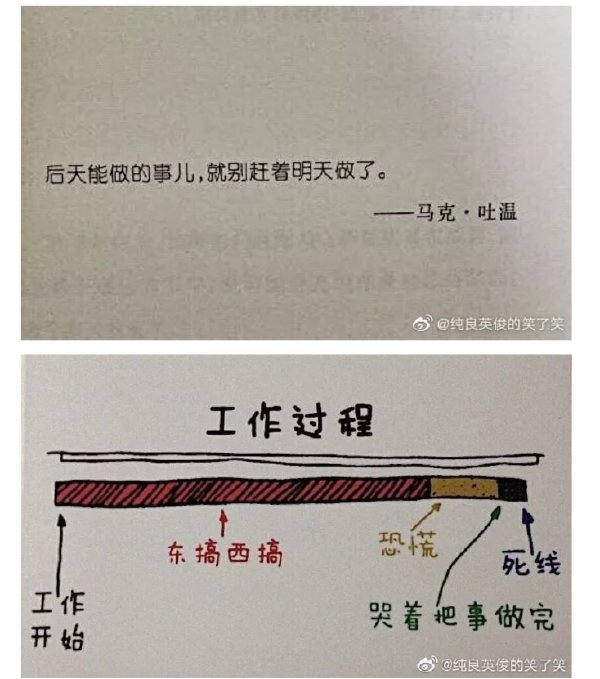 后天能做的事儿，就别赶着明天做了。
——马克·吐温
@纯良英俊的笑了笑
工作过程
东搞西搞
恐慌
死线
工作
开始
哭着把事做完
@纯良英俊的笑了笑